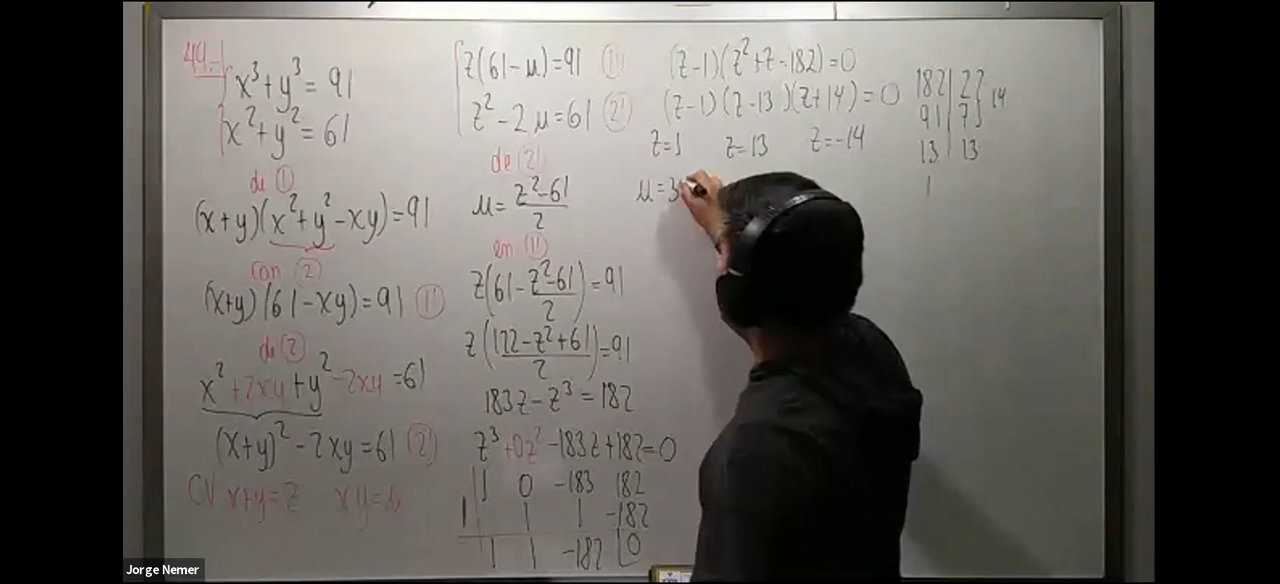 44.-
x³ + y³ = 91
x² + y² = 61
de ①
(x+y)(x²+y²-xy)=91
Con ②
(x+y)(61-xy)=91 ①'
de ②
x²+2xy+y²-2xy=61
(x+y)²-2xy=61 ②'
CV x+y=z xy=u
z(61-u)=91 ①'
z²-2u=61 ②'
de ②'
u=(z²-61)/2
en ①'
z(61-(z²-61)/2)=91
z((122-z²+61)/2)=91
183z-z³=182
z³+0z²-183z+182=0
1 0 -183 182
1 1 1 -182
1 1 -182 0
(z-1)(z²+z-182)=0
(z-1)(z-13)(z+14)=0
z=1 z=13 z=-14
u=3
182 2
91 7 14
13 13
1
Jorge Nemer